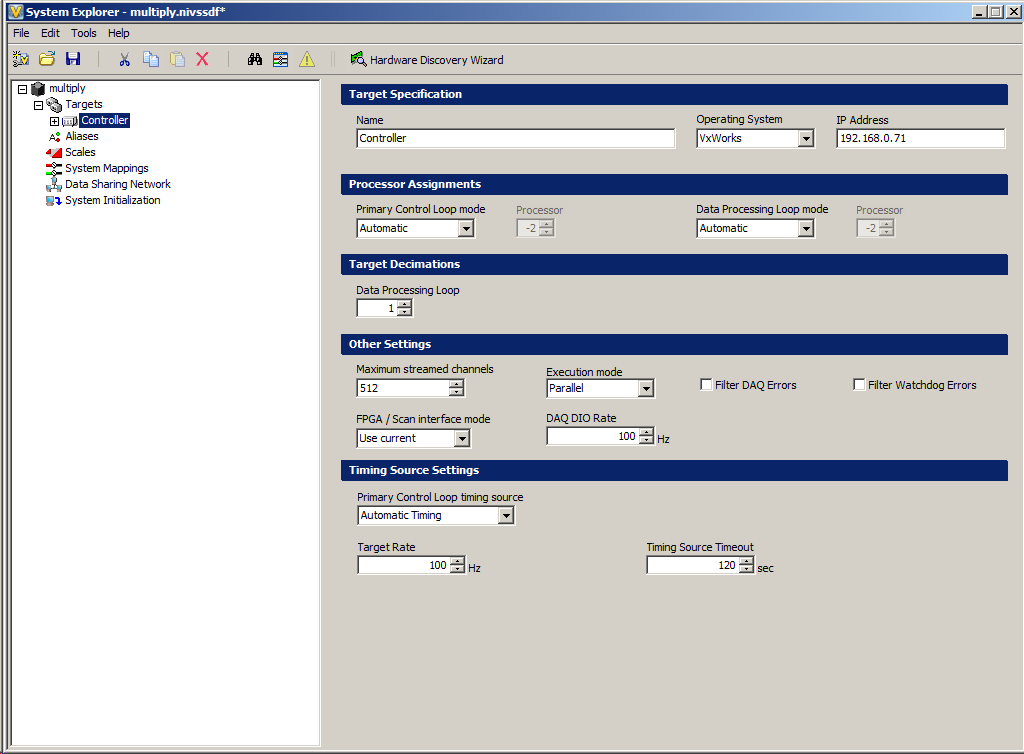 System Explorer - multiply.nivssdf*
File Edit Tools Help
Hardware Discovery Wizard
multiply
Targets
Controller
Aliases
Scales
System Mappings
Data Sharing Network
System Initialization
Target Specification
Name Operating System IP Address
Controller VxWorks 192.168.0.71
Processor Assignments
Primary Control Loop mode Processor Data Processing Loop mode Processor
Automatic -2 Automatic -2
Target Decimations
Data Processing Loop
1
Other Settings
Maximum streamed channels Execution mode
512 Parallel Filter DAQ Errors Filter Watchdog Errors
FPGA / Scan interface mode DAQ DIO Rate
Use current 100 Hz
Timing Source Settings
Primary Control Loop timing source
Automatic Timing
Target Rate Timing Source Timeout
100 Hz 120 sec